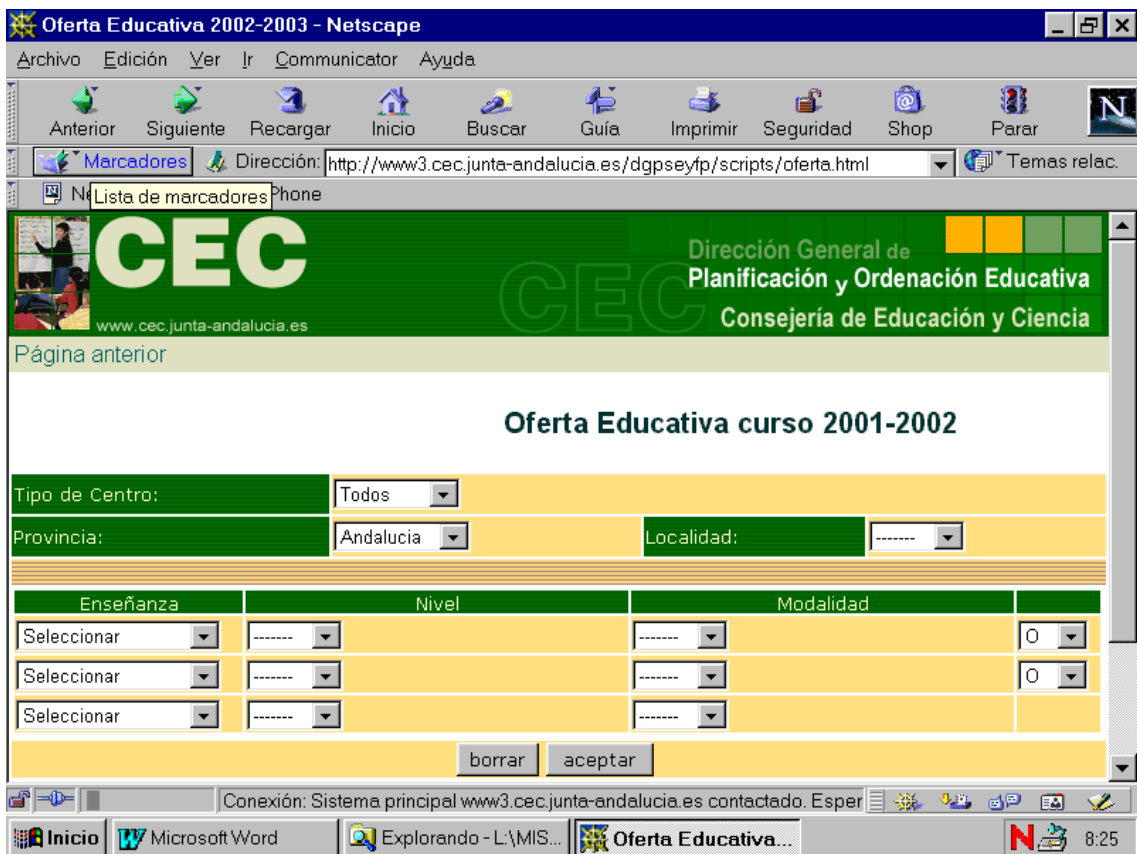 Oferta Educativa 2002-2003 - Netscape
Archivo Edición Ver Ir Communicator Ayuda
Anterior Siguiente Recargar Inicio Buscar Guía Imprimir Seguridad Shop Parar
N
Marcadores Dirección: http://www3.cec.junta-andalucia.es/dgpseyfp/scripts/oferta.html Temas relac.
Lista de marcadores Phone
CEC
www.cec.junta-andalucia.es
CEC
Dirección General de
Planificación y Ordenación Educativa
Consejería de Educación y Ciencia
Página anterior
Oferta Educativa curso 2001-2002
Tipo de Centro: Todos
Provincia: Andalucia Localidad: -------
Enseñanza Nivel Modalidad
Seleccionar ------- ------- O
Seleccionar ------- ------- O
Seleccionar ------- -------
borrar aceptar
Conexión: Sistema principal www3.cec.junta-andalucia.es contactado. Esper
Inicio Microsoft Word Explorando - L:\MIS... Oferta Educativa... N 8:25